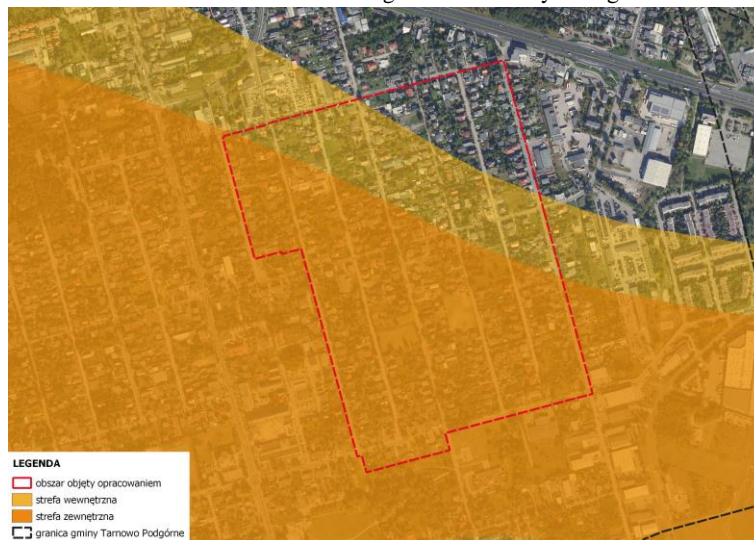 LEGENDA
obszar objęty opracowaniem
strefa wewnętrzna
strefa zewnętrzna
granica gminy Tarnowo Podgórne